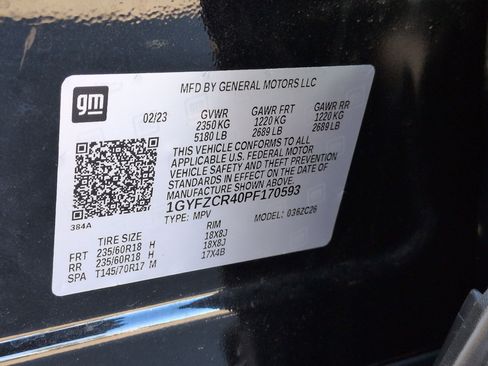 gm
MFD BY GENERAL MOTORS LLC
02/23 GVWR GAWR FRT GAWR RR
2350 KG 1220 KG 1220 KG
5180 LB 2689 LB 2689 LB
THIS VEHICLE CONFORMS TO ALL
APPLICABLE U.S. FEDERAL MOTOR
VEHICLE SAFETY AND THEFT PREVENTION
STANDARDS IN EFFECT ON THE DATE OF
MANUFACTURE SHOWN ABOVE.
1GYFZCR40PF170593
384A
TYPE: MPV MODEL: 036ZC26
TIRE SIZE RIM
FRT 235/60R18 H 18X8J
RR 235/60R18 H 18X8J
SPA T145/70R17 M 17X4B